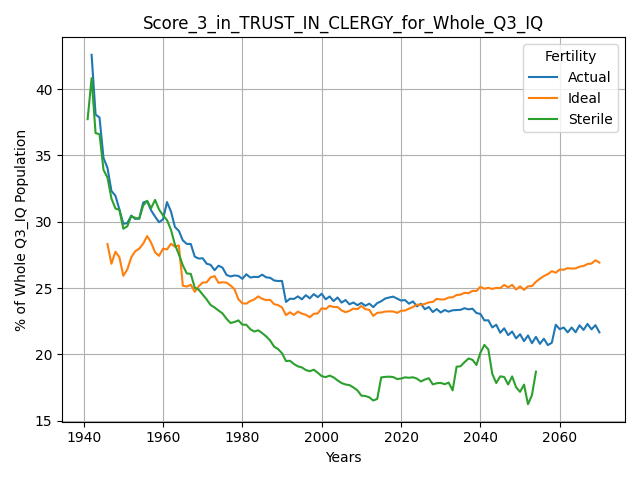 Score_3_in_TRUST_IN_CLERGY_for_Whole_Q3_IQ
Fertility
Actual
Ideal
Sterile
% of Whole Q3_IQ Population
40
35
30
25
20
15
1940
1960
1980
2000
2020
2040
2060
Years